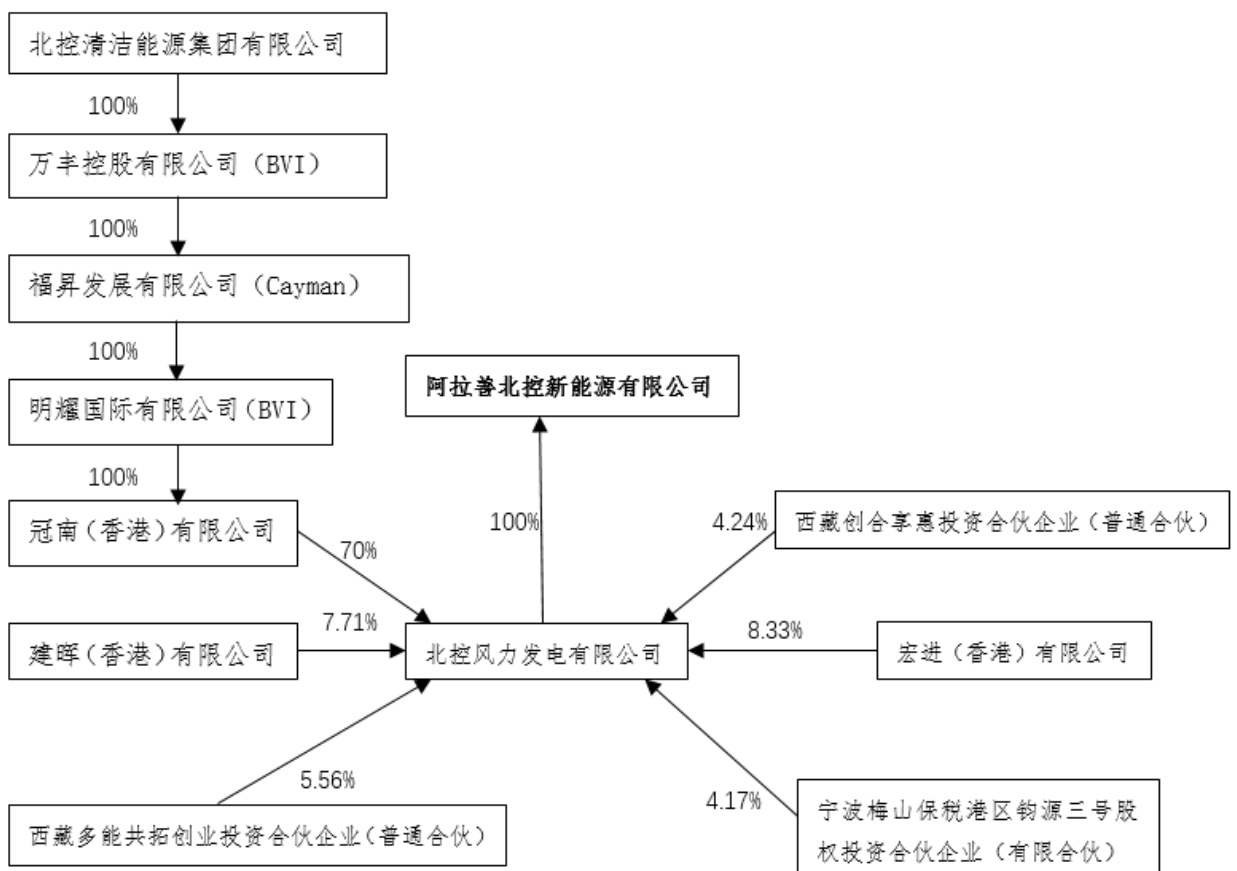 北控清洁能源集团有限公司
100%
万丰控股有限公司（BVI）
100%
福昇发展有限公司（Cayman）
100%
明耀国际有限公司(BVI)
100%
阿拉善北控新能源有限公司
冠南(香港)有限公司
70%
100%
4.24%
西藏创合享惠投资合伙企业(普通合伙)
建晖(香港)有限公司
7.71%
北控风力发电有限公司
8.33%
宏进(香港)有限公司
5.56%
西藏多能共拓创业投资合伙企业(普通合伙)
4.17%
宁波梅山保税港区钧源三号股
权投资合伙企业（有限合伙）